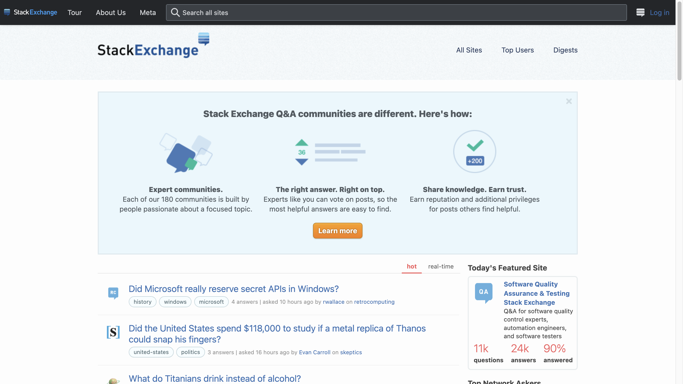 StackExchange Tour About Us Meta Search all sites Log in
StackExchange
All Sites Top Users Digests
Stack Exchange Q&A communities are different. Here's how:
36
+200
Expert communities.
Each of our 180 communities is built by
people passionate about a focused topic.
The right answer. Right on top.
Experts like you can vote on posts, so the
most helpful answers are easy to find.
Share knowledge. Earn trust.
Earn reputation and additional privileges
for posts others find helpful.
Learn more
hot real-time
RC
Did Microsoft really reserve secret APIs in Windows?
history windows microsoft 4 answers | asked 10 hours ago by rwallace on retrocomputing
[S]
Did the United States spend $118,000 to study if a metal replica of Thanos
could snap his fingers?
united-states politics 3 answers | asked 16 hours ago by Evan Carroll on skeptics
What do Titanians drink instead of alcohol?
Today's Featured Site
QA
Software Quality
Assurance & Testing
Stack Exchange
Q&A for software quality
control experts,
automation engineers,
and software testers
11k 24k 90%
questions answers answered
Top Network Askers